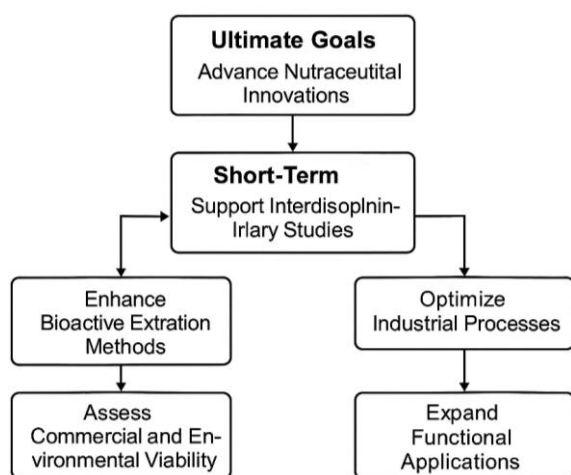 Ultimate Goals
Advance Nutraceutital
Innovations
Short-Term
Support Interdisoplnin-
Irlary Studies
Enhance
Bioactive Extration
Methods
Optimize
Industrial Processes
Assess
Commercial and En-
vironmental Viability
Expand
Functional
Applications